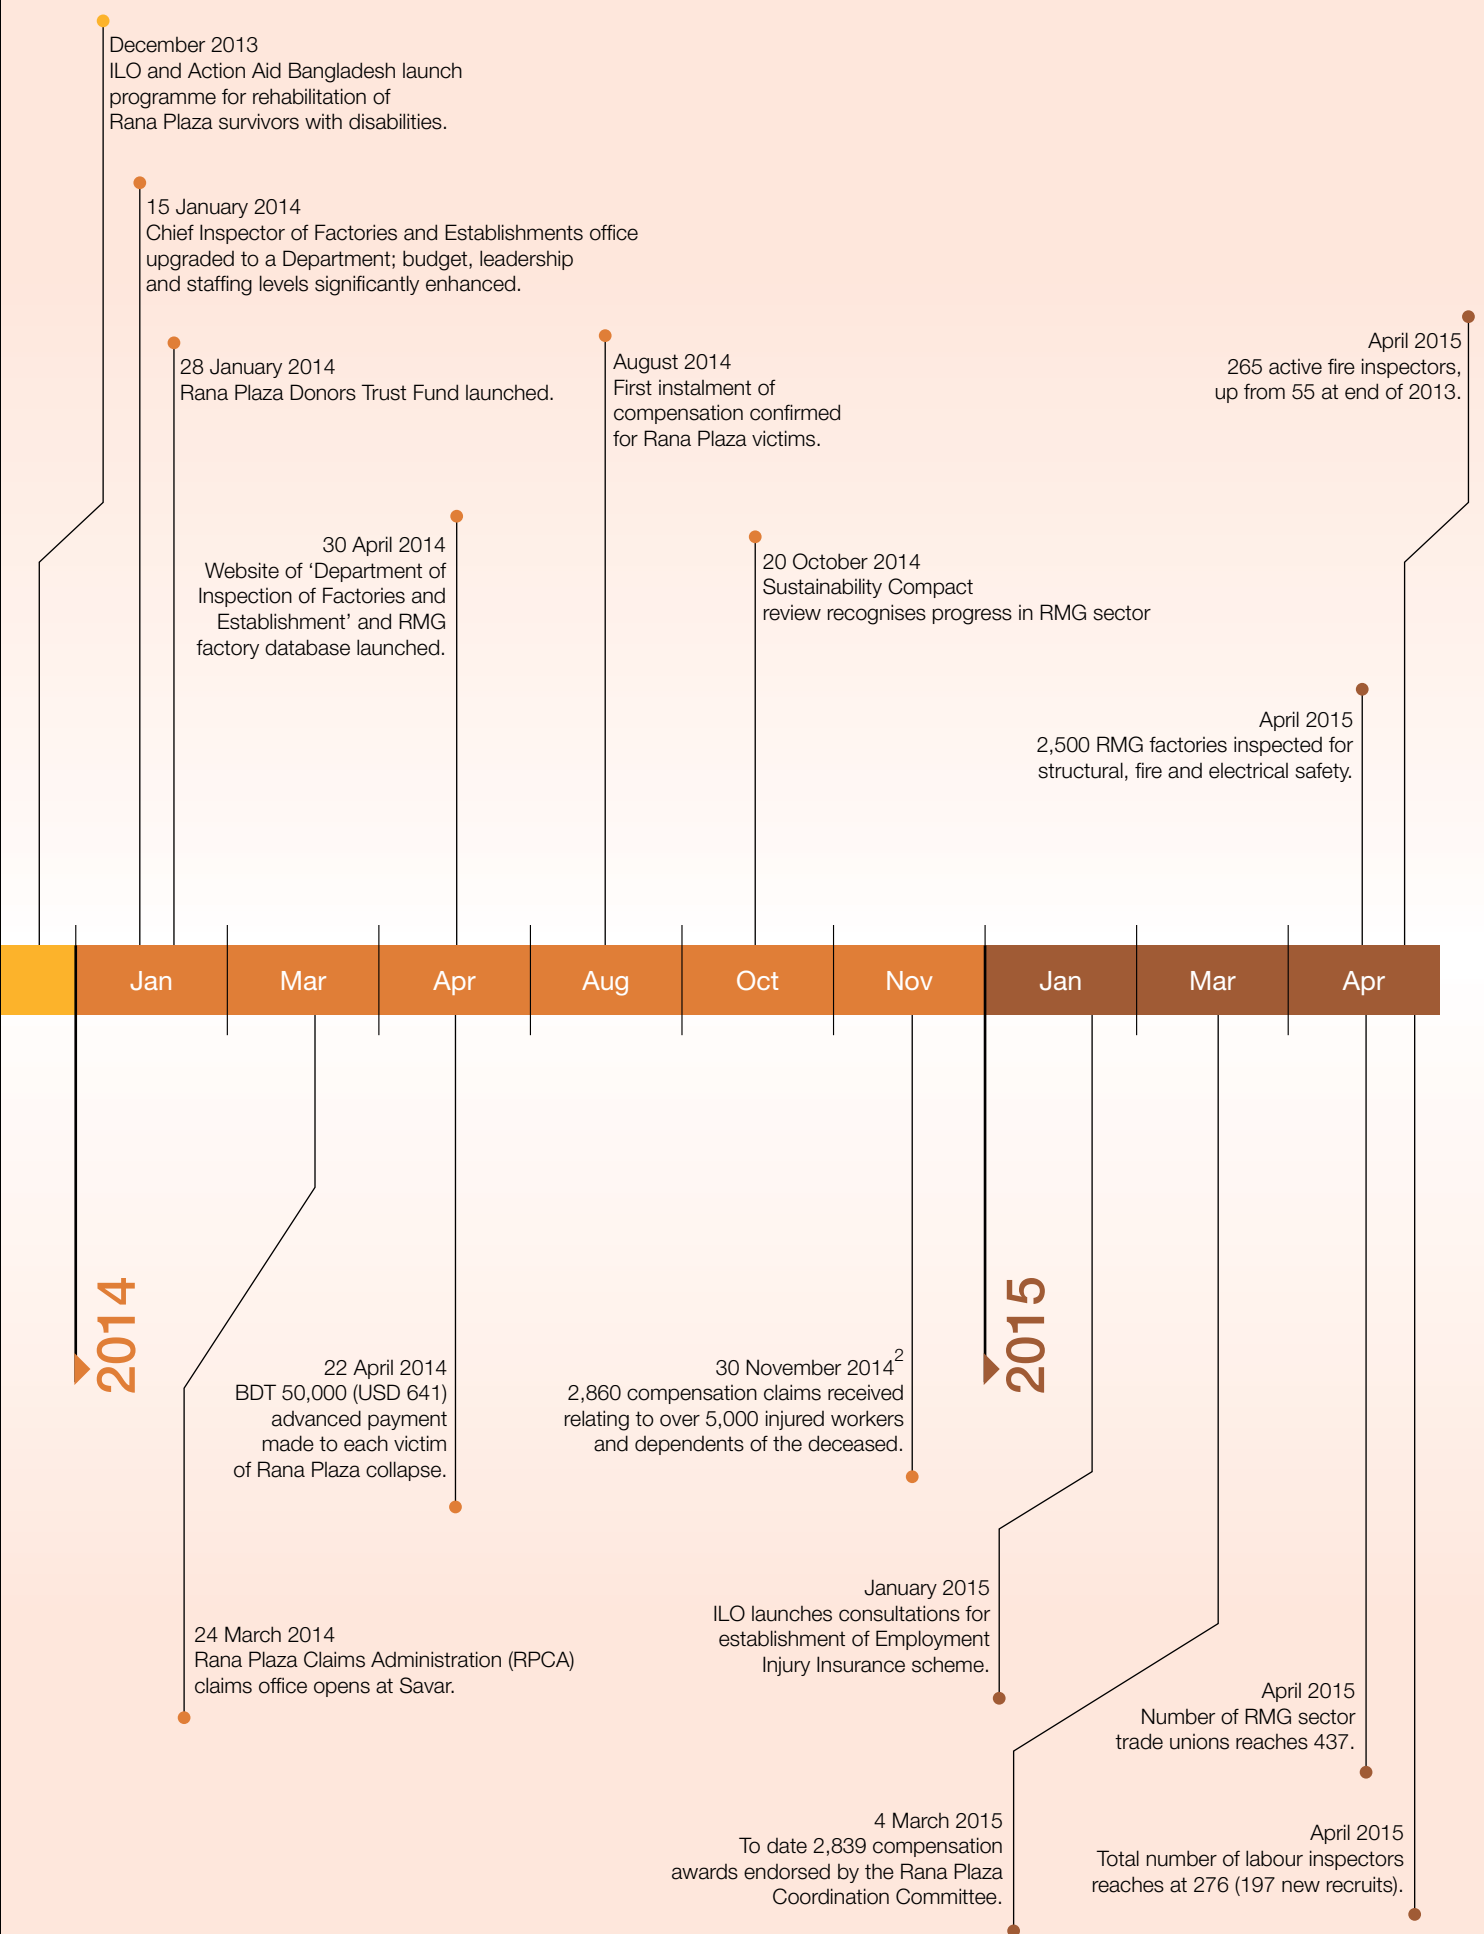 December 2013
ILO and Action Aid Bangladesh launch
programme for rehabilitation of
Rana Plaza survivors with disabilities.
15 January 2014
Chief Inspector of Factories and Establishments office
upgraded to a Department; budget, leadership
and staffing levels significantly enhanced.
28 January 2014
Rana Plaza Donors Trust Fund launched.
August 2014
First instalment of
compensation confirmed
for Rana Plaza victims.
April 2015
265 active fire inspectors,
up from 55 at end of 2013.
30 April 2014
Website of ‘Department of
Inspection of Factories and
Establishment’ and RMG
factory database launched.
20 October 2014
Sustainability Compact
review recognises progress in RMG sector
April 2015
2,500 RMG factories inspected for
structural, fire and electrical safety.
Jan Mar Apr Aug Oct Nov Jan Mar Apr
2014
2015
22 April 2014
BDT 50,000 (USD 641)
advanced payment
made to each victim
of Rana Plaza collapse.
30 November 2014²
2,860 compensation claims received
relating to over 5,000 injured workers
and dependents of the deceased.
24 March 2014
Rana Plaza Claims Administration (RPCA)
claims office opens at Savar.
January 2015
ILO launches consultations for
establishment of Employment
Injury Insurance scheme.
April 2015
Number of RMG sector
trade unions reaches 437.
4 March 2015
To date 2,839 compensation
awards endorsed by the Rana Plaza
Coordination Committee.
April 2015
Total number of labour inspectors
reaches at 276 (197 new recruits).